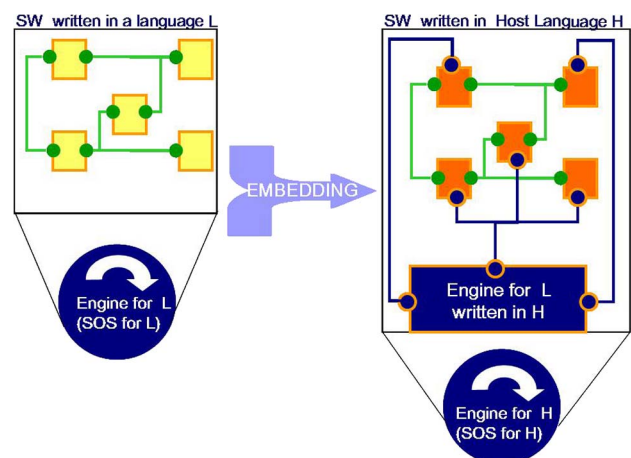 SW written in a language L
SW written in Host Language H
EMBEDDING
Engine for L
(SOS for L)
Engine for L
written in H
Engine for H
(SOS for H)